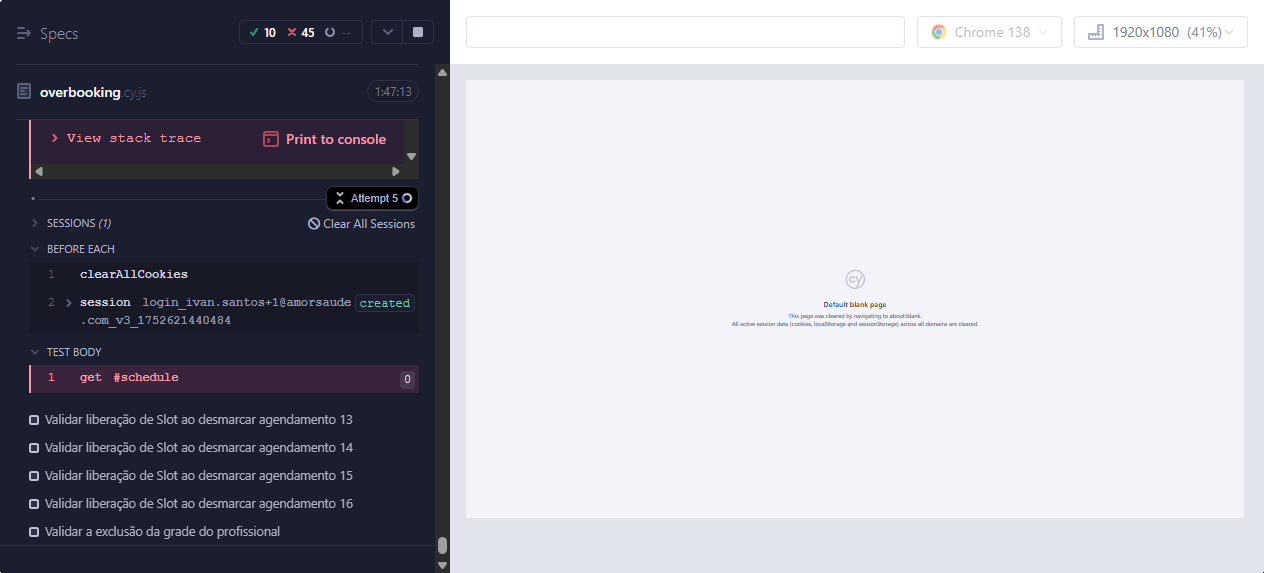 Specs
10 45 --
Chrome 138
1920x1080 (41%)
overbooking.cy.js
1:47:13
View stack trace
Print to console
Attempt 5
SESSIONS (1)
Clear All Sessions
BEFORE EACH
1 clearAllCookies
2 session login_ivan.santos+1@amorsaude created
.com_v3_1752621440484
TEST BODY
1 get #schedule 0
Validar liberação de Slot ao desmarcar agendamento 13
Validar liberação de Slot ao desmarcar agendamento 14
Validar liberação de Slot ao desmarcar agendamento 15
Validar liberação de Slot ao desmarcar agendamento 16
Validar a exclusão da grade do profissional
cy
Default blank page
This page was cleared by navigating to about:blank.
All active session data (cookies, localStorage and sessionStorage) across all domains are cleared.